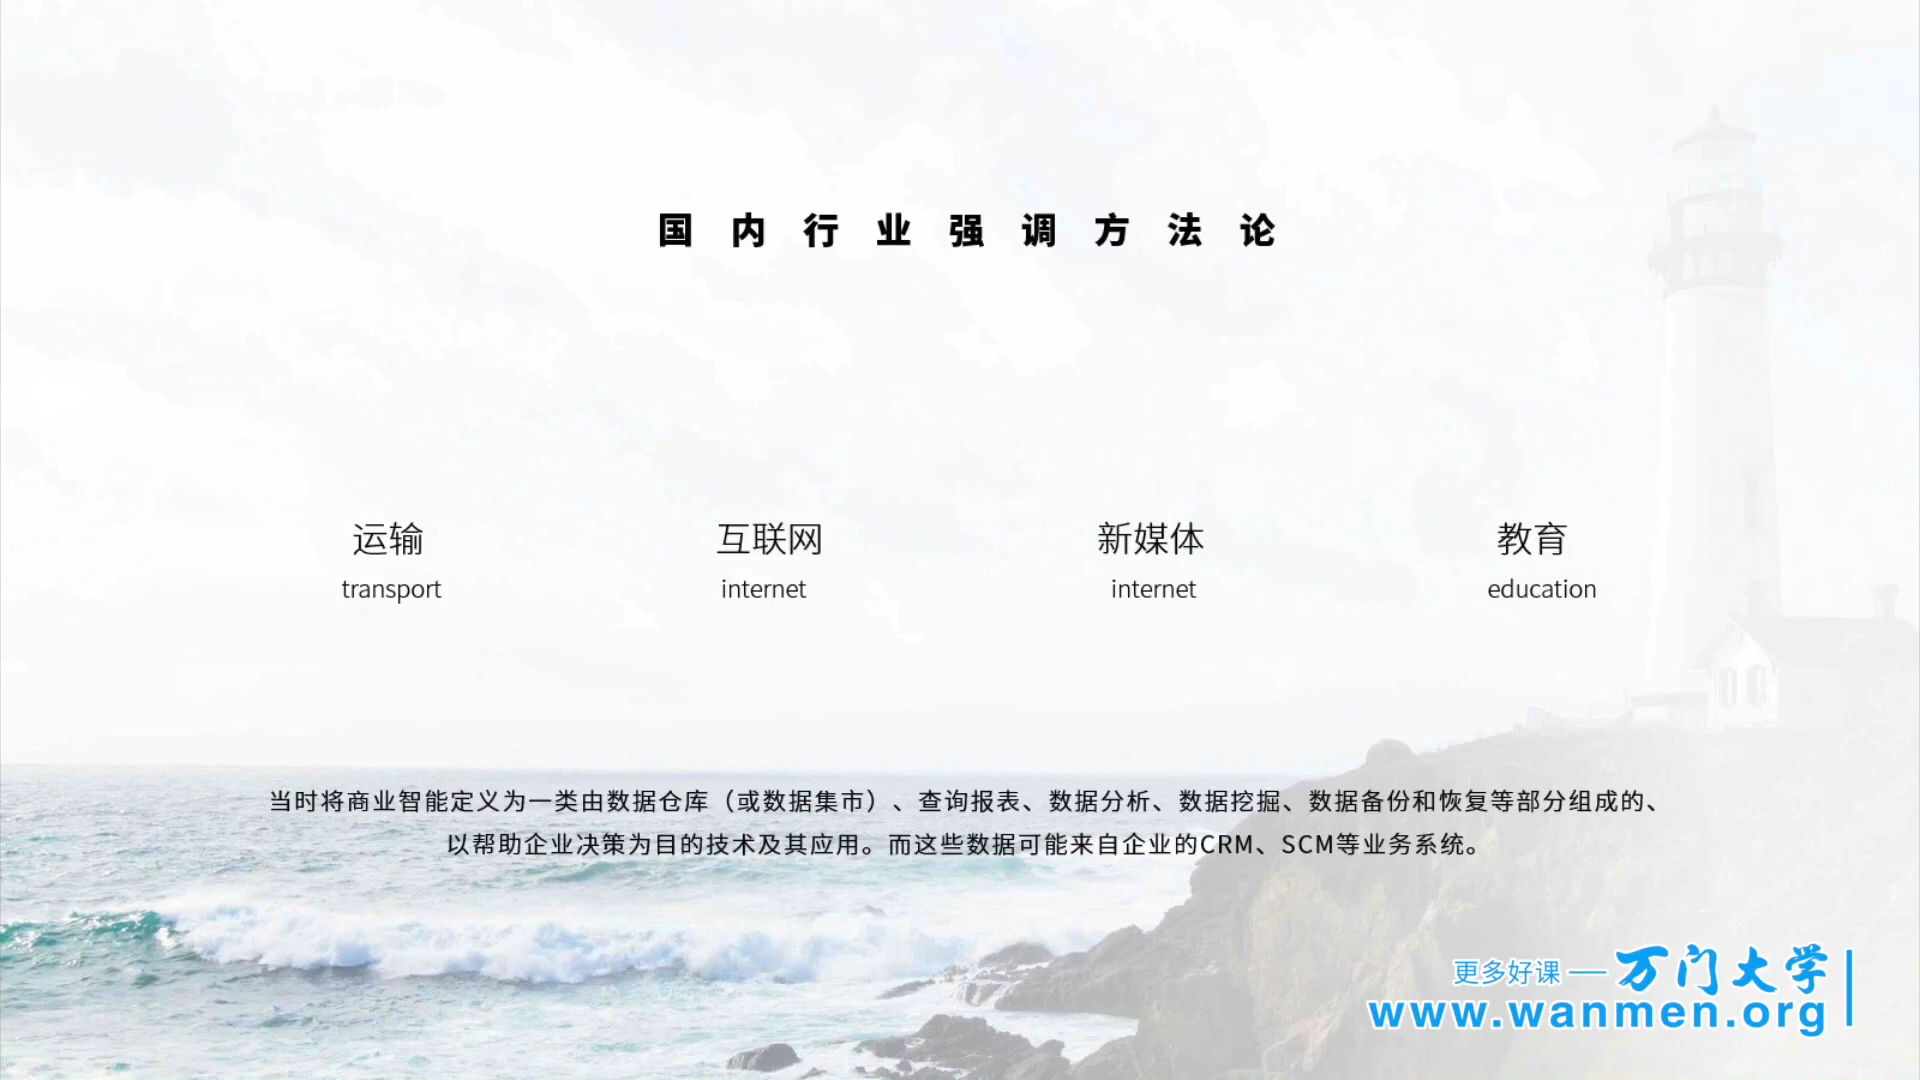 国内行业强调方法论
运输
互联网
新媒体
教育
transport
internet
internet
education
当时将商业智能定义为一类由数据仓库（或数据集市）、查询报表、数据分析、数据挖掘、数据备份和恢复等部分组成的、
以帮助企业决策为目的技术及其应用。而这些数据可能来自企业的CRM、SCM等业务系统。
更多好课 — 万门大学
www.wanmen.org